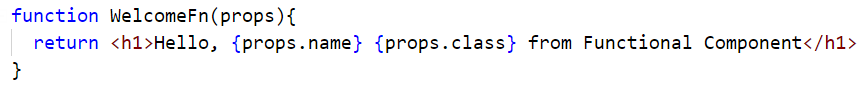 function WelcomeFn(props){
  return <h1>Hello, {props.name} {props.class} from Functional Component</h1>
}